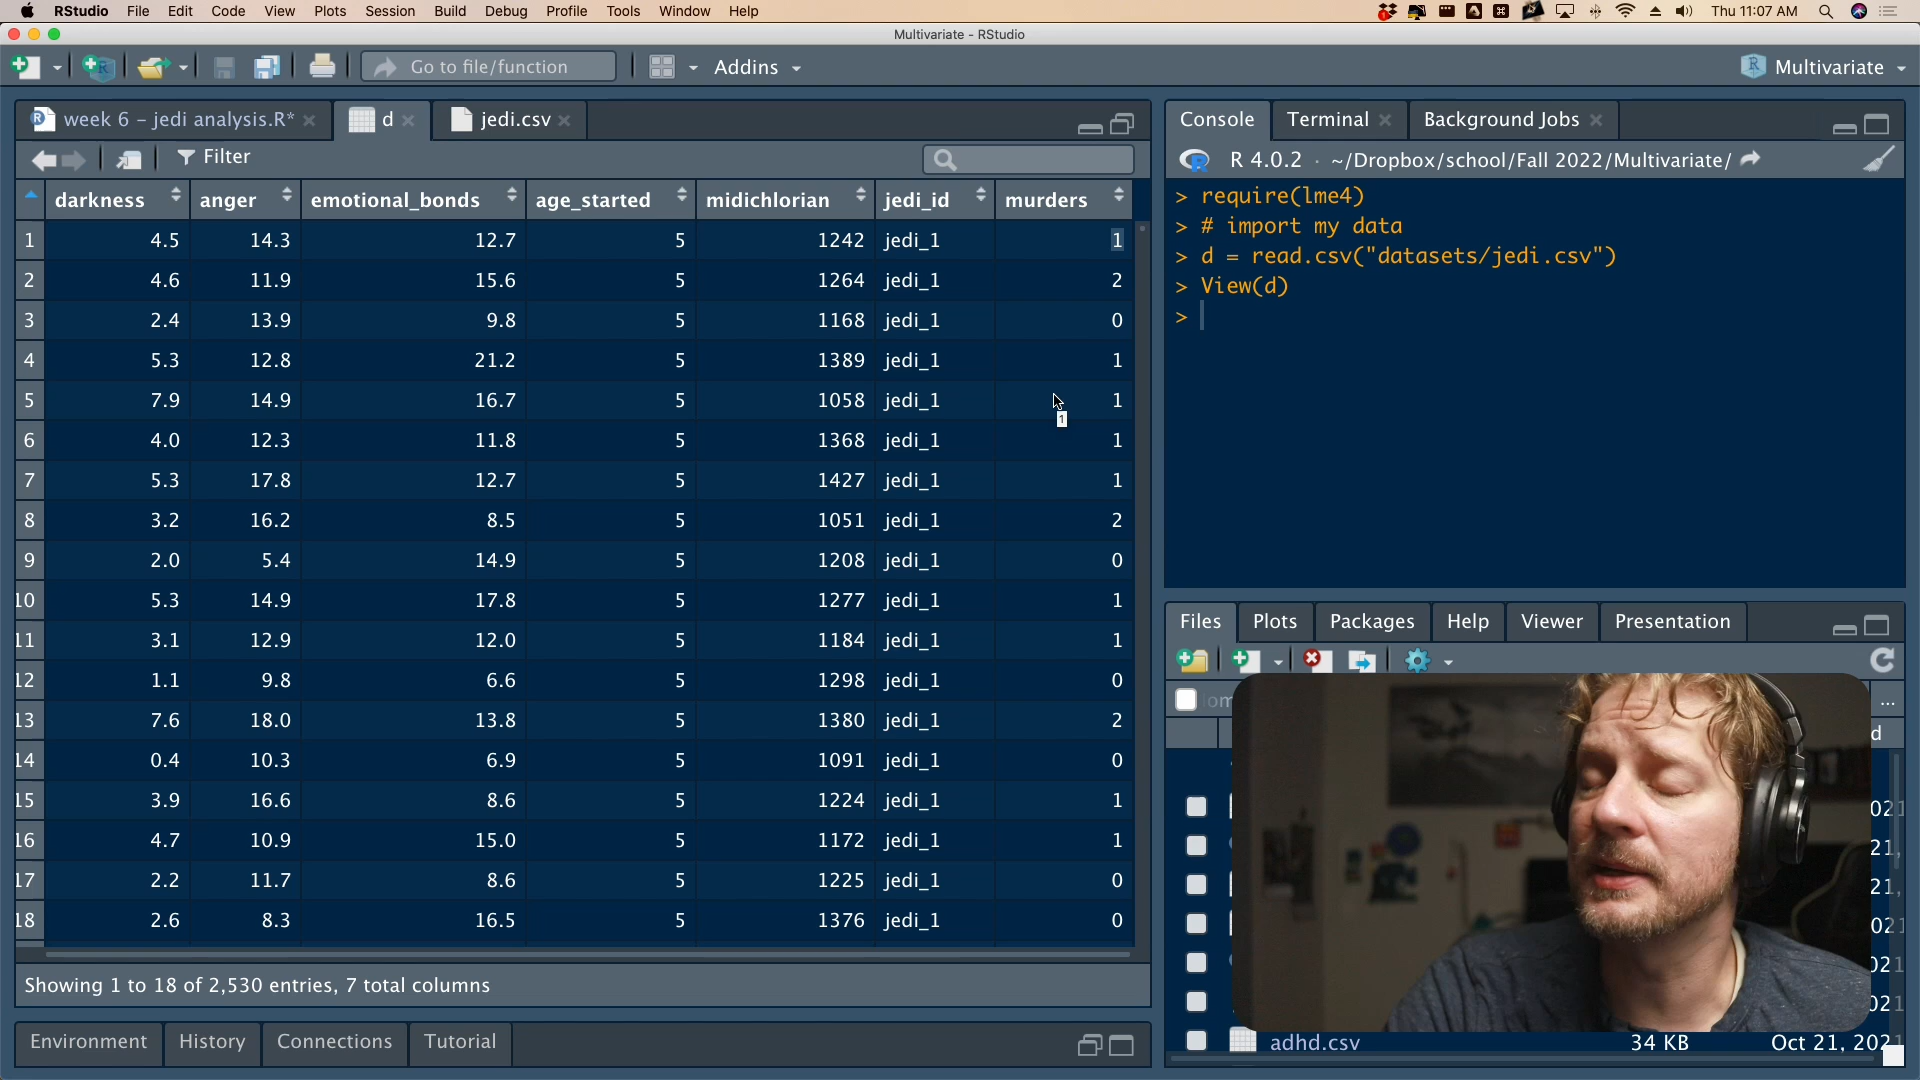 RStudio File Edit Code View Plots Session Build Debug Profile Tools Window Help Thu 11:07 AM
Multivariate - RStudio
Go to file/function Addins Multivariate
week 6 – jedi analysis.R* d jedi.csv
Filter
darkness anger emotional_bonds age_started midichlorian jedi_id murders
1 4.5 14.3 12.7 5 1242 jedi_1 1
2 4.6 11.9 15.6 5 1264 jedi_1 2
3 2.4 13.9 9.8 5 1168 jedi_1 0
4 5.3 12.8 21.2 5 1389 jedi_1 1
5 7.9 14.9 16.7 5 1058 jedi_1 1
1
6 4.0 12.3 11.8 5 1368 jedi_1 1
7 5.3 17.8 12.7 5 1427 jedi_1 1
8 3.2 16.2 8.5 5 1051 jedi_1 2
9 2.0 5.4 14.9 5 1208 jedi_1 0
10 5.3 14.9 17.8 5 1277 jedi_1 1
11 3.1 12.9 12.0 5 1184 jedi_1 1
12 1.1 9.8 6.6 5 1298 jedi_1 0
13 7.6 18.0 13.8 5 1380 jedi_1 2
14 0.4 10.3 6.9 5 1091 jedi_1 0
15 3.9 16.6 8.6 5 1224 jedi_1 1
16 4.7 10.9 15.0 5 1172 jedi_1 1
17 2.2 11.7 8.6 5 1225 jedi_1 0
18 2.6 8.3 16.5 5 1376 jedi_1 0
Showing 1 to 18 of 2,530 entries, 7 total columns
Environment History Connections Tutorial
Console Terminal Background Jobs
R 4.0.2 · ~/Dropbox/school/Fall 2022/Multivariate/
> require(lme4)
> # import my data
> d = read.csv("datasets/jedi.csv")
> View(d)
>
Files Plots Packages Help Viewer Presentation
...
adhd.csv 34 KB Oct 21, 202